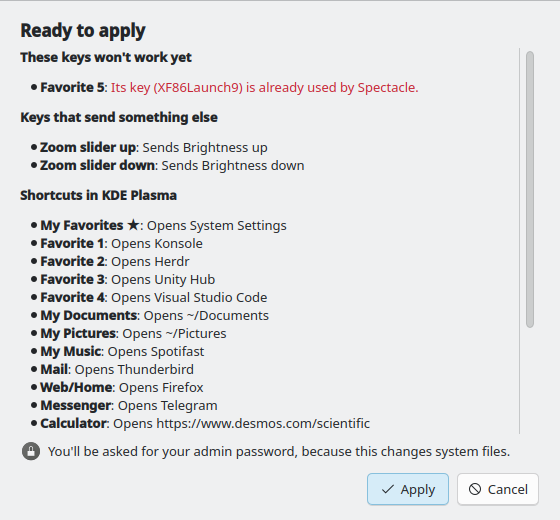 Ready to apply
These keys won't work yet
• Favorite 5: Its key (XF86Launch9) is already used by Spectacle.
Keys that send something else
• Zoom slider up: Sends Brightness up
• Zoom slider down: Sends Brightness down
Shortcuts in KDE Plasma
• My Favorites ★: Opens System Settings
• Favorite 1: Opens Konsole
• Favorite 2: Opens Herdr
• Favorite 3: Opens Unity Hub
• Favorite 4: Opens Visual Studio Code
• My Documents: Opens ~/Documents
• My Pictures: Opens ~/Pictures
• My Music: Opens Spotifast
• Mail: Opens Thunderbird
• Web/Home: Opens Firefox
• Messenger: Opens Telegram
• Calculator: Opens https://www.desmos.com/scientific
You'll be asked for your admin password, because this changes system files.
Apply
Cancel